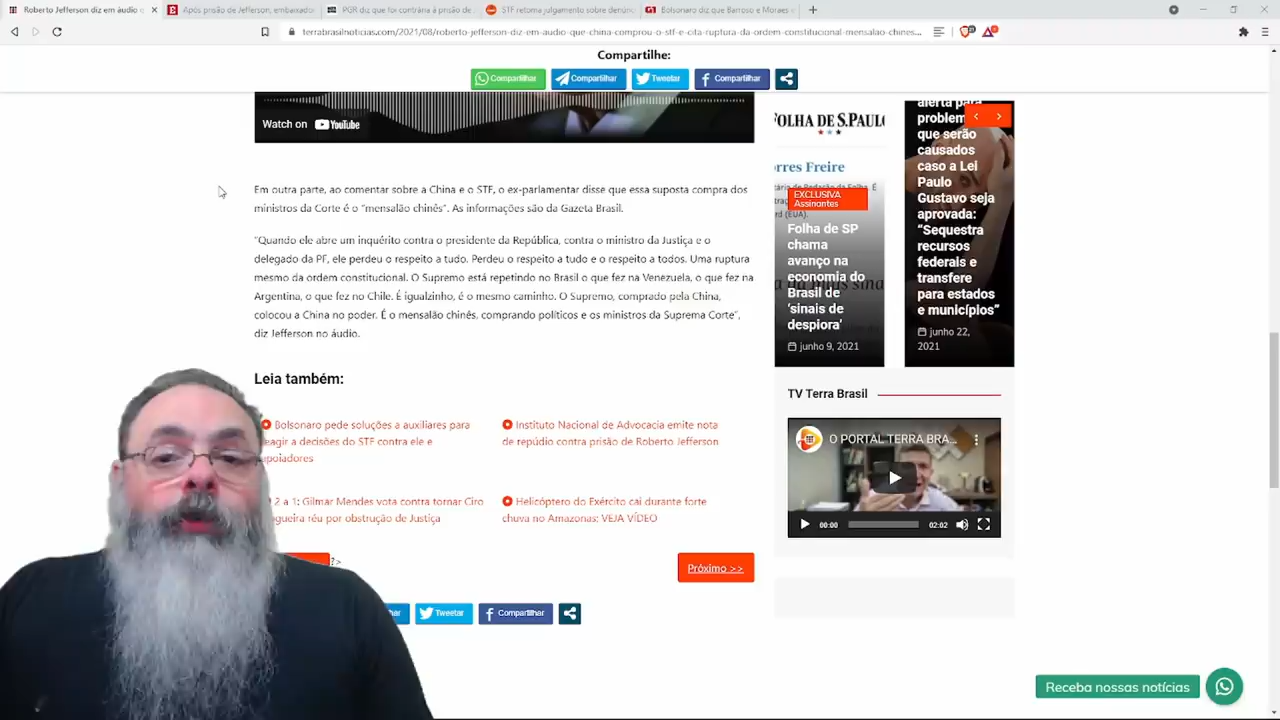 Roberto Jefferson diz em áudio q
Após prisão de Jefferson, embaixador
PGR diz que foi contrária à prisão de
STF retoma julgamento sobre denúnc
Bolsonaro diz que Barroso e Moraes e
terrabrasilnoticias.com/2021/08/roberto-jefferson-diz-em-audio-que-china-comprou-o-stf-e-cita-ruptura-da-ordem-constitucional-mensalao-chines...
Compartilhe:
Compartilhar
Compartilhar
Tweetar
Compartilhar
Watch on YouTube
Em outra parte, ao comentar sobre a China e o STF, o ex-parlamentar disse que essa suposta compra dos
ministros da Corte é o “mensalão chinês”. As informações são da Gazeta Brasil.
“Quando ele abre um inquérito contra o presidente da República, contra o ministro da Justiça e o
delegado da PF, ele perdeu o respeito a tudo. Perdeu o respeito a tudo e o respeito a todos. Uma ruptura
mesmo da ordem constitucional. O Supremo está repetindo no Brasil o que fez na Venezuela, o que fez na
Argentina, o que fez no Chile. É igualzinho, é o mesmo caminho. O Supremo, comprado pela China,
colocou a China no poder. É o mensalão chinês, comprando políticos e os ministros da Suprema Corte”,
diz Jefferson no áudio.
Leia também:
Bolsonaro pede soluções a auxiliares para
eagir a decisões do STF contra ele e
apoiadores
Instituto Nacional de Advocacia emite nota
de repúdio contra prisão de Roberto Jefferson
2 a 1: Gilmar Mendes vota contra tornar Ciro
gueira réu por obstrução de Justiça
Helicóptero do Exército cai durante forte
chuva no Amazonas: VEJA VÍDEO
?>
Próximo >>
har
Tweetar
Compartilhar
OLHA DE S.PAULO
rres Freire
EXCLUSIVA
Assinantes
Folha de SP
chama
avanço na
economia do
Brasil de
‘sinais de
despiora’
junho 9, 2021
alerta para
problem
que serão
causados
caso a Lei
Paulo
Gustavo seja
aprovada:
“Sequestra
recursos
federais e
transfere
para estados
e municípios”
junho 22,
2021
TV Terra Brasil
O PORTAL TERRA BRA...
00:00
02:02
Receba nossas notícias